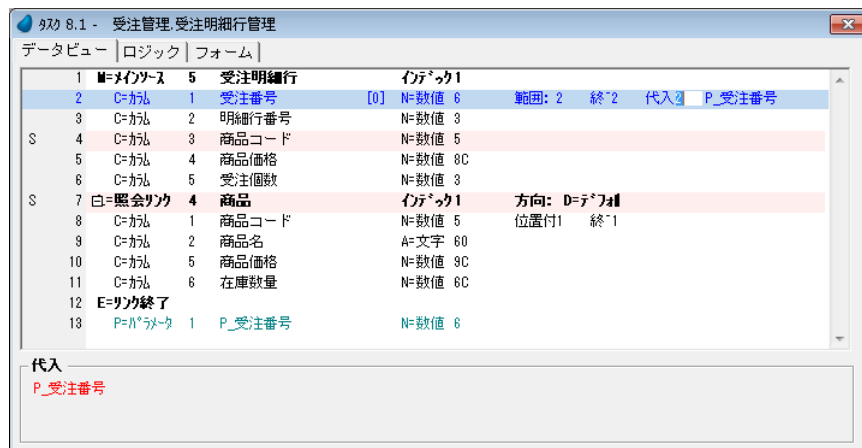 ﾀｽｸ 8.1 - 受注管理.受注明細行管理
データビュー ロジック フォーム
1 M=ﾒｲﾝｿｰｽ 5 受注明細行 ｲﾝﾃﾞｯｸ1
2 C=ｶﾗﾑ 1 受注番号 [0] N=数値 6 範囲: 2 終~2 代入2 P_受注番号
3 C=ｶﾗﾑ 2 明細行番号 N=数値 3
S 4 C=ｶﾗﾑ 3 商品コード N=数値 5
5 C=ｶﾗﾑ 4 商品価格 N=数値 8C
6 C=ｶﾗﾑ 5 受注個数 N=数値 3
S 7 =照会ﾘﾝｸ 4 商品 ｲﾝﾃﾞｯｸ1 方向: D=ﾃﾞﾌｫﾙ
8 C=ｶﾗﾑ 1 商品コード N=数値 5 位置付1 終~1
9 C=ｶﾗﾑ 2 商品名 A=文字 60
10 C=ｶﾗﾑ 5 商品価格 N=数値 9C
11 C=ｶﾗﾑ 6 在庫数量 N=数値 6C
12 E=ﾘﾝｸ終了
13 P=ﾊﾟﾗﾒｰﾀ 1 P_受注番号 N=数値 6
代入
P_受注番号